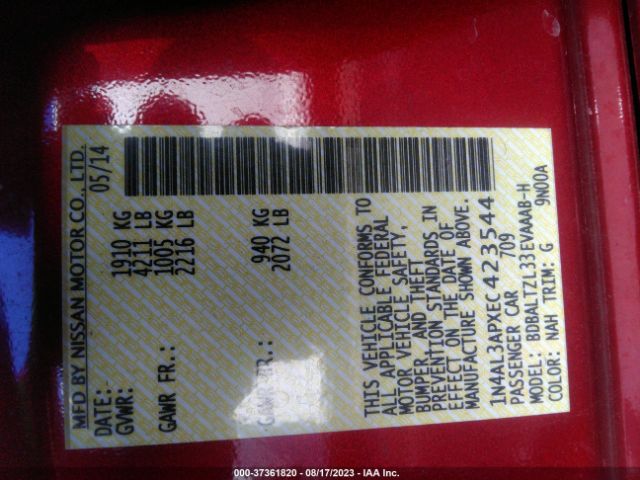 MFD BY NISSAN MOTOR CO., LTD.
DATE: 05/14
GVWR: 1910 KG
4211 LB
GAWR FR.: 1005 KG
2216 LB
GAWR RR.: 940 KG
2072 LB
THIS VEHICLE CONFORMS TO
ALL APPLICABLE FEDERAL
MOTOR VEHICLE SAFETY,
BUMPER, AND THEFT
PREVENTION STANDARDS IN
EFFECT ON THE DATE OF
MANUFACTURE SHOWN ABOVE.
1N4AL3APXEC423544
PASSENGER CAR 709
MODEL: BDBALTZL33EVAAAB-H
COLOR: NAH TRIM: G 9N00A
000-37361820 - 08/17/2023 - IAA Inc.